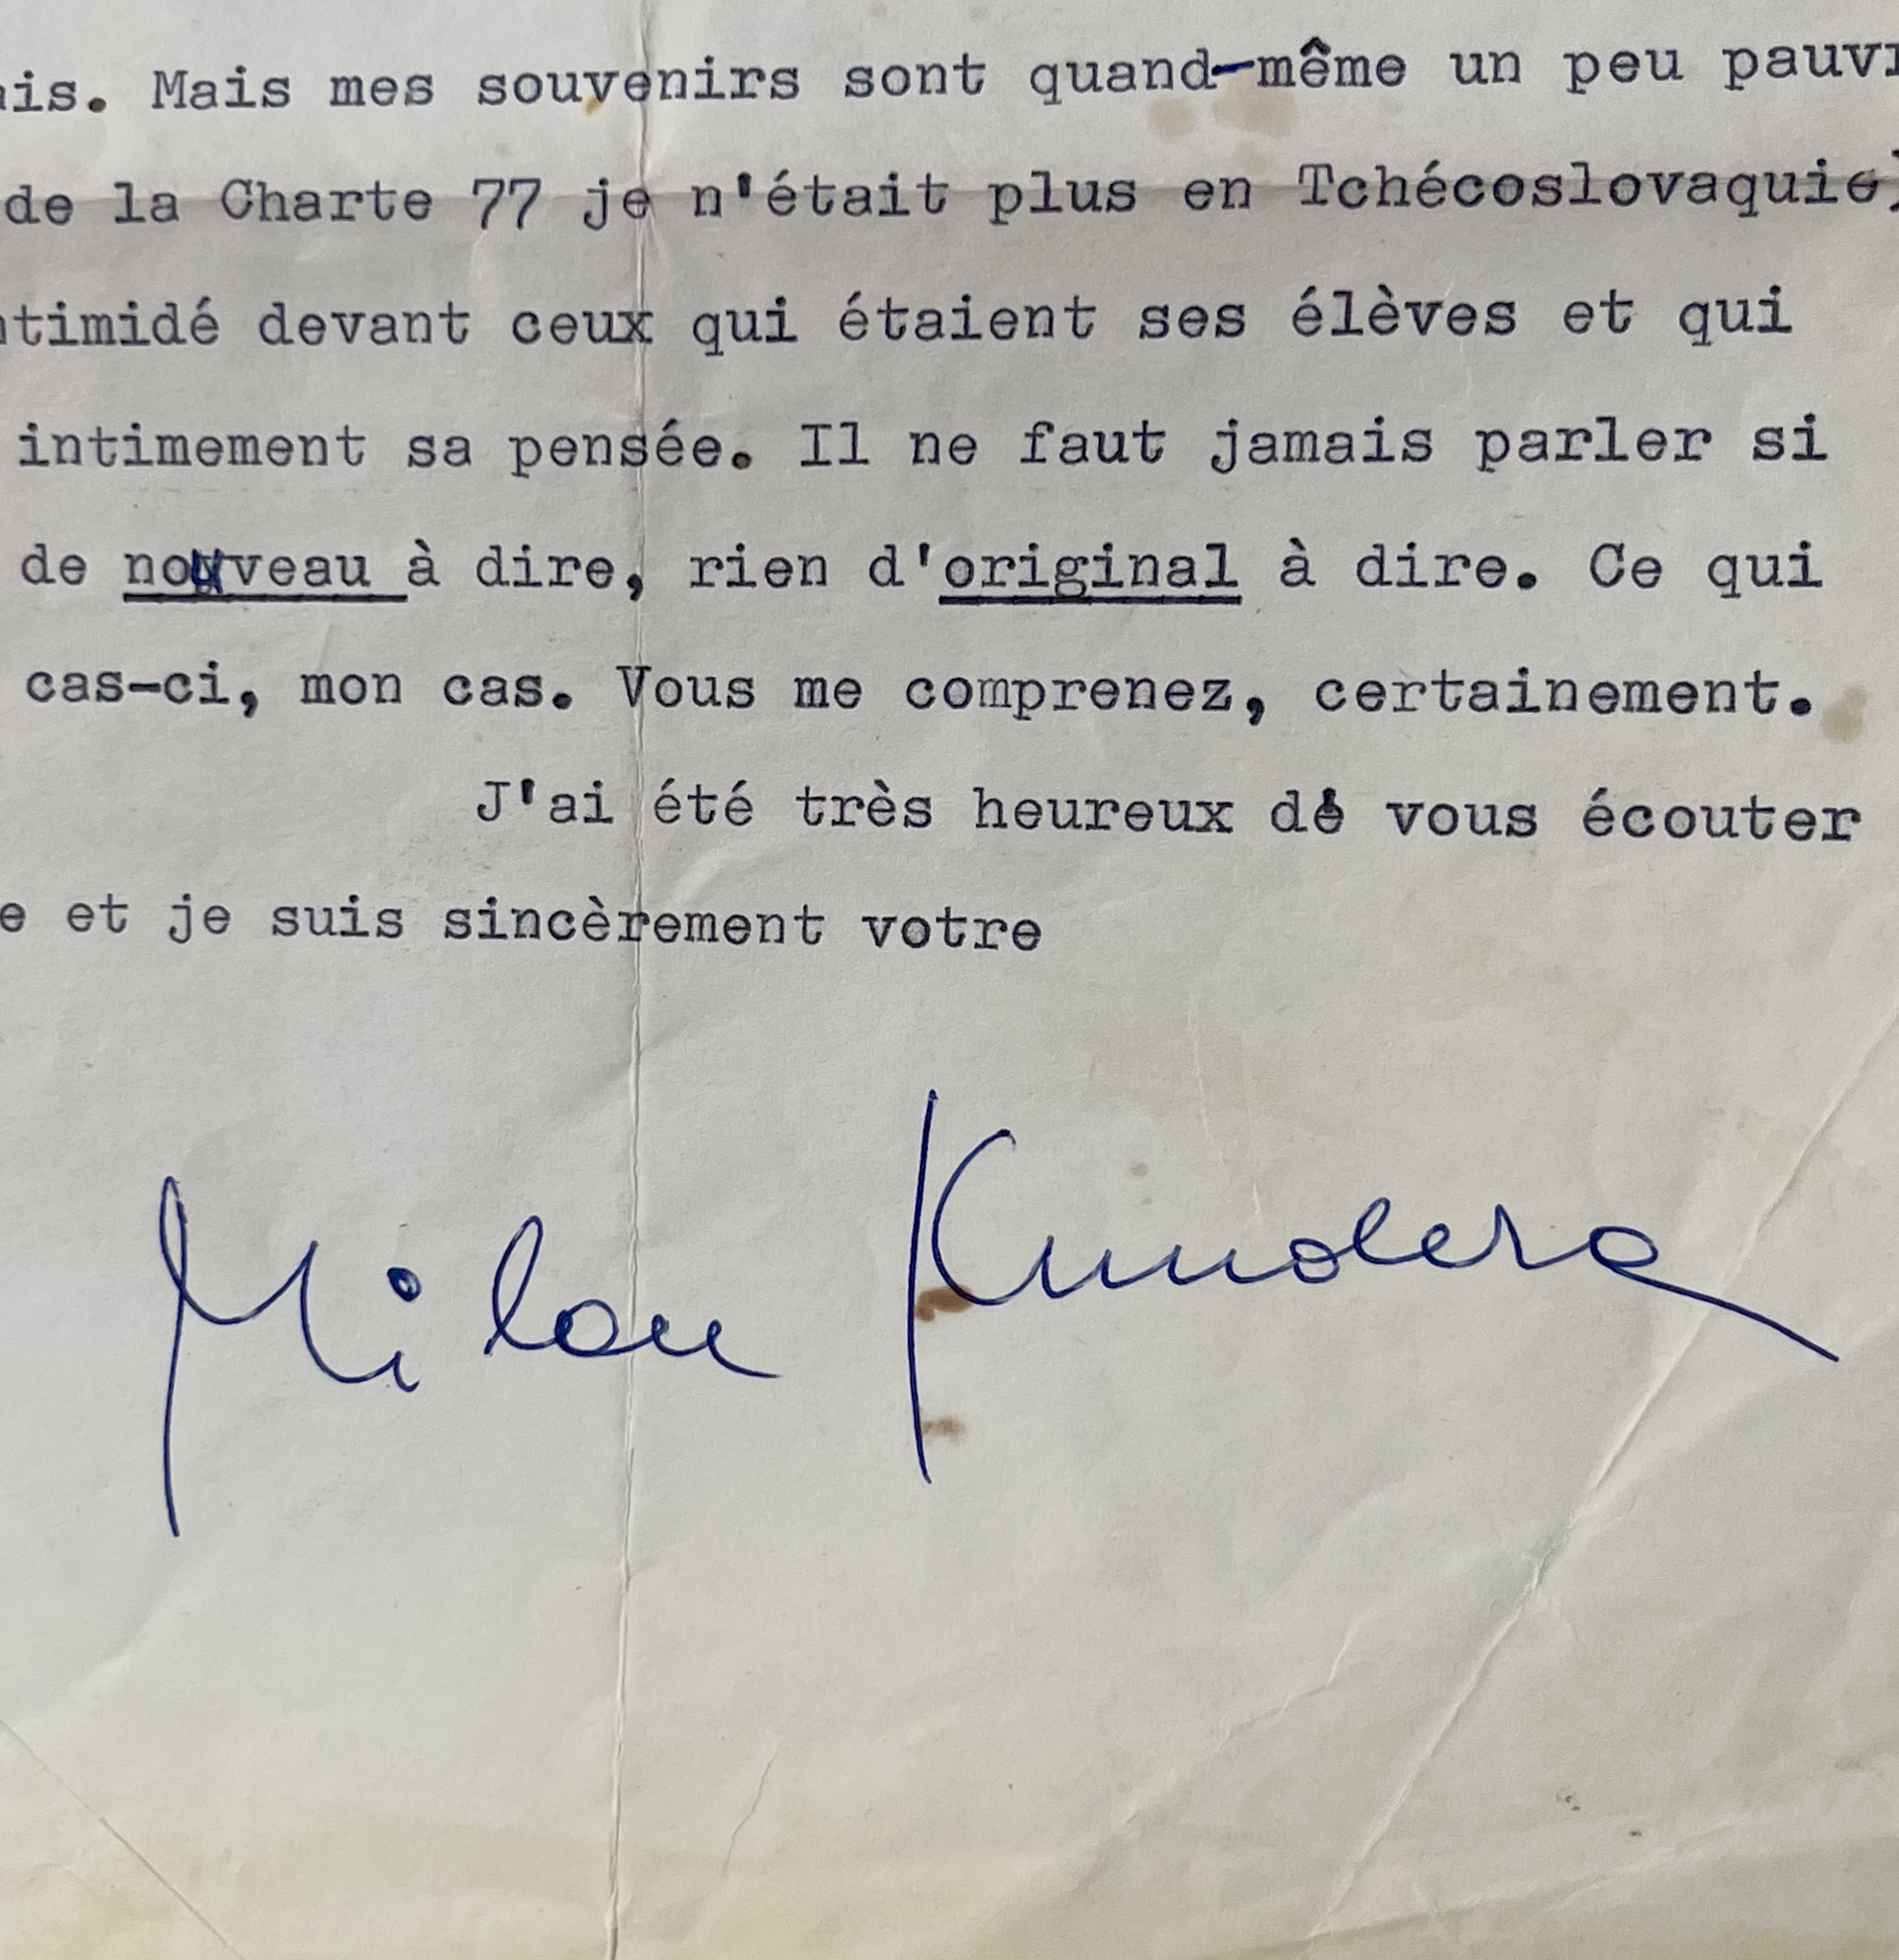 ais. Mais mes souvenirs sont quand-même un peu pauvr
de la Charte 77 je n'était plus en Tchécoslovaquie)
ntimidé devant ceux qui étaient ses élèves et qui
intimement sa pensée. Il ne faut jamais parler si
de nouveau à dire, rien d'original à dire. Ce qui
cas-ci, mon cas. Vous me comprenez, certainement.
J'ai été très heureux de vous écouter
e et je suis sincèrement votre
Milan Kundera